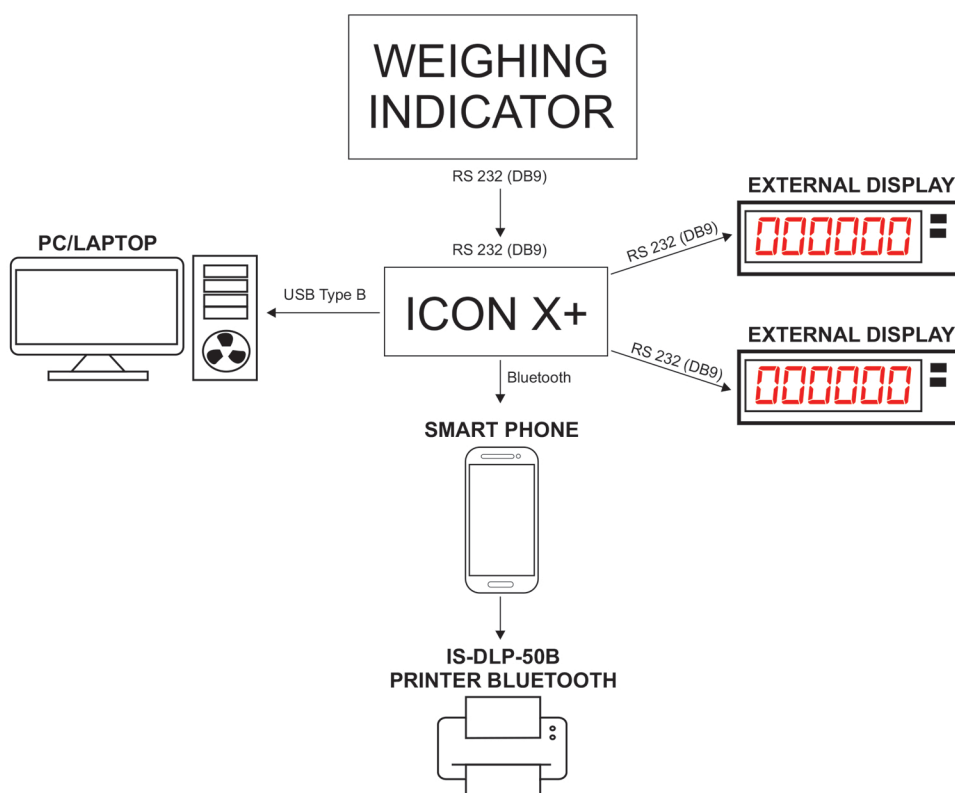 WEIGHING
INDICATOR
RS 232 (DB9)
EXTERNAL DISPLAY
000000
RS 232 (DB9)
PC/LAPTOP
RS 232 (DB9)
USB Type B
ICON X+
EXTERNAL DISPLAY
000000
RS 232 (DB9)
Bluetooth
SMART PHONE
IS-DLP-50B
PRINTER BLUETOOTH